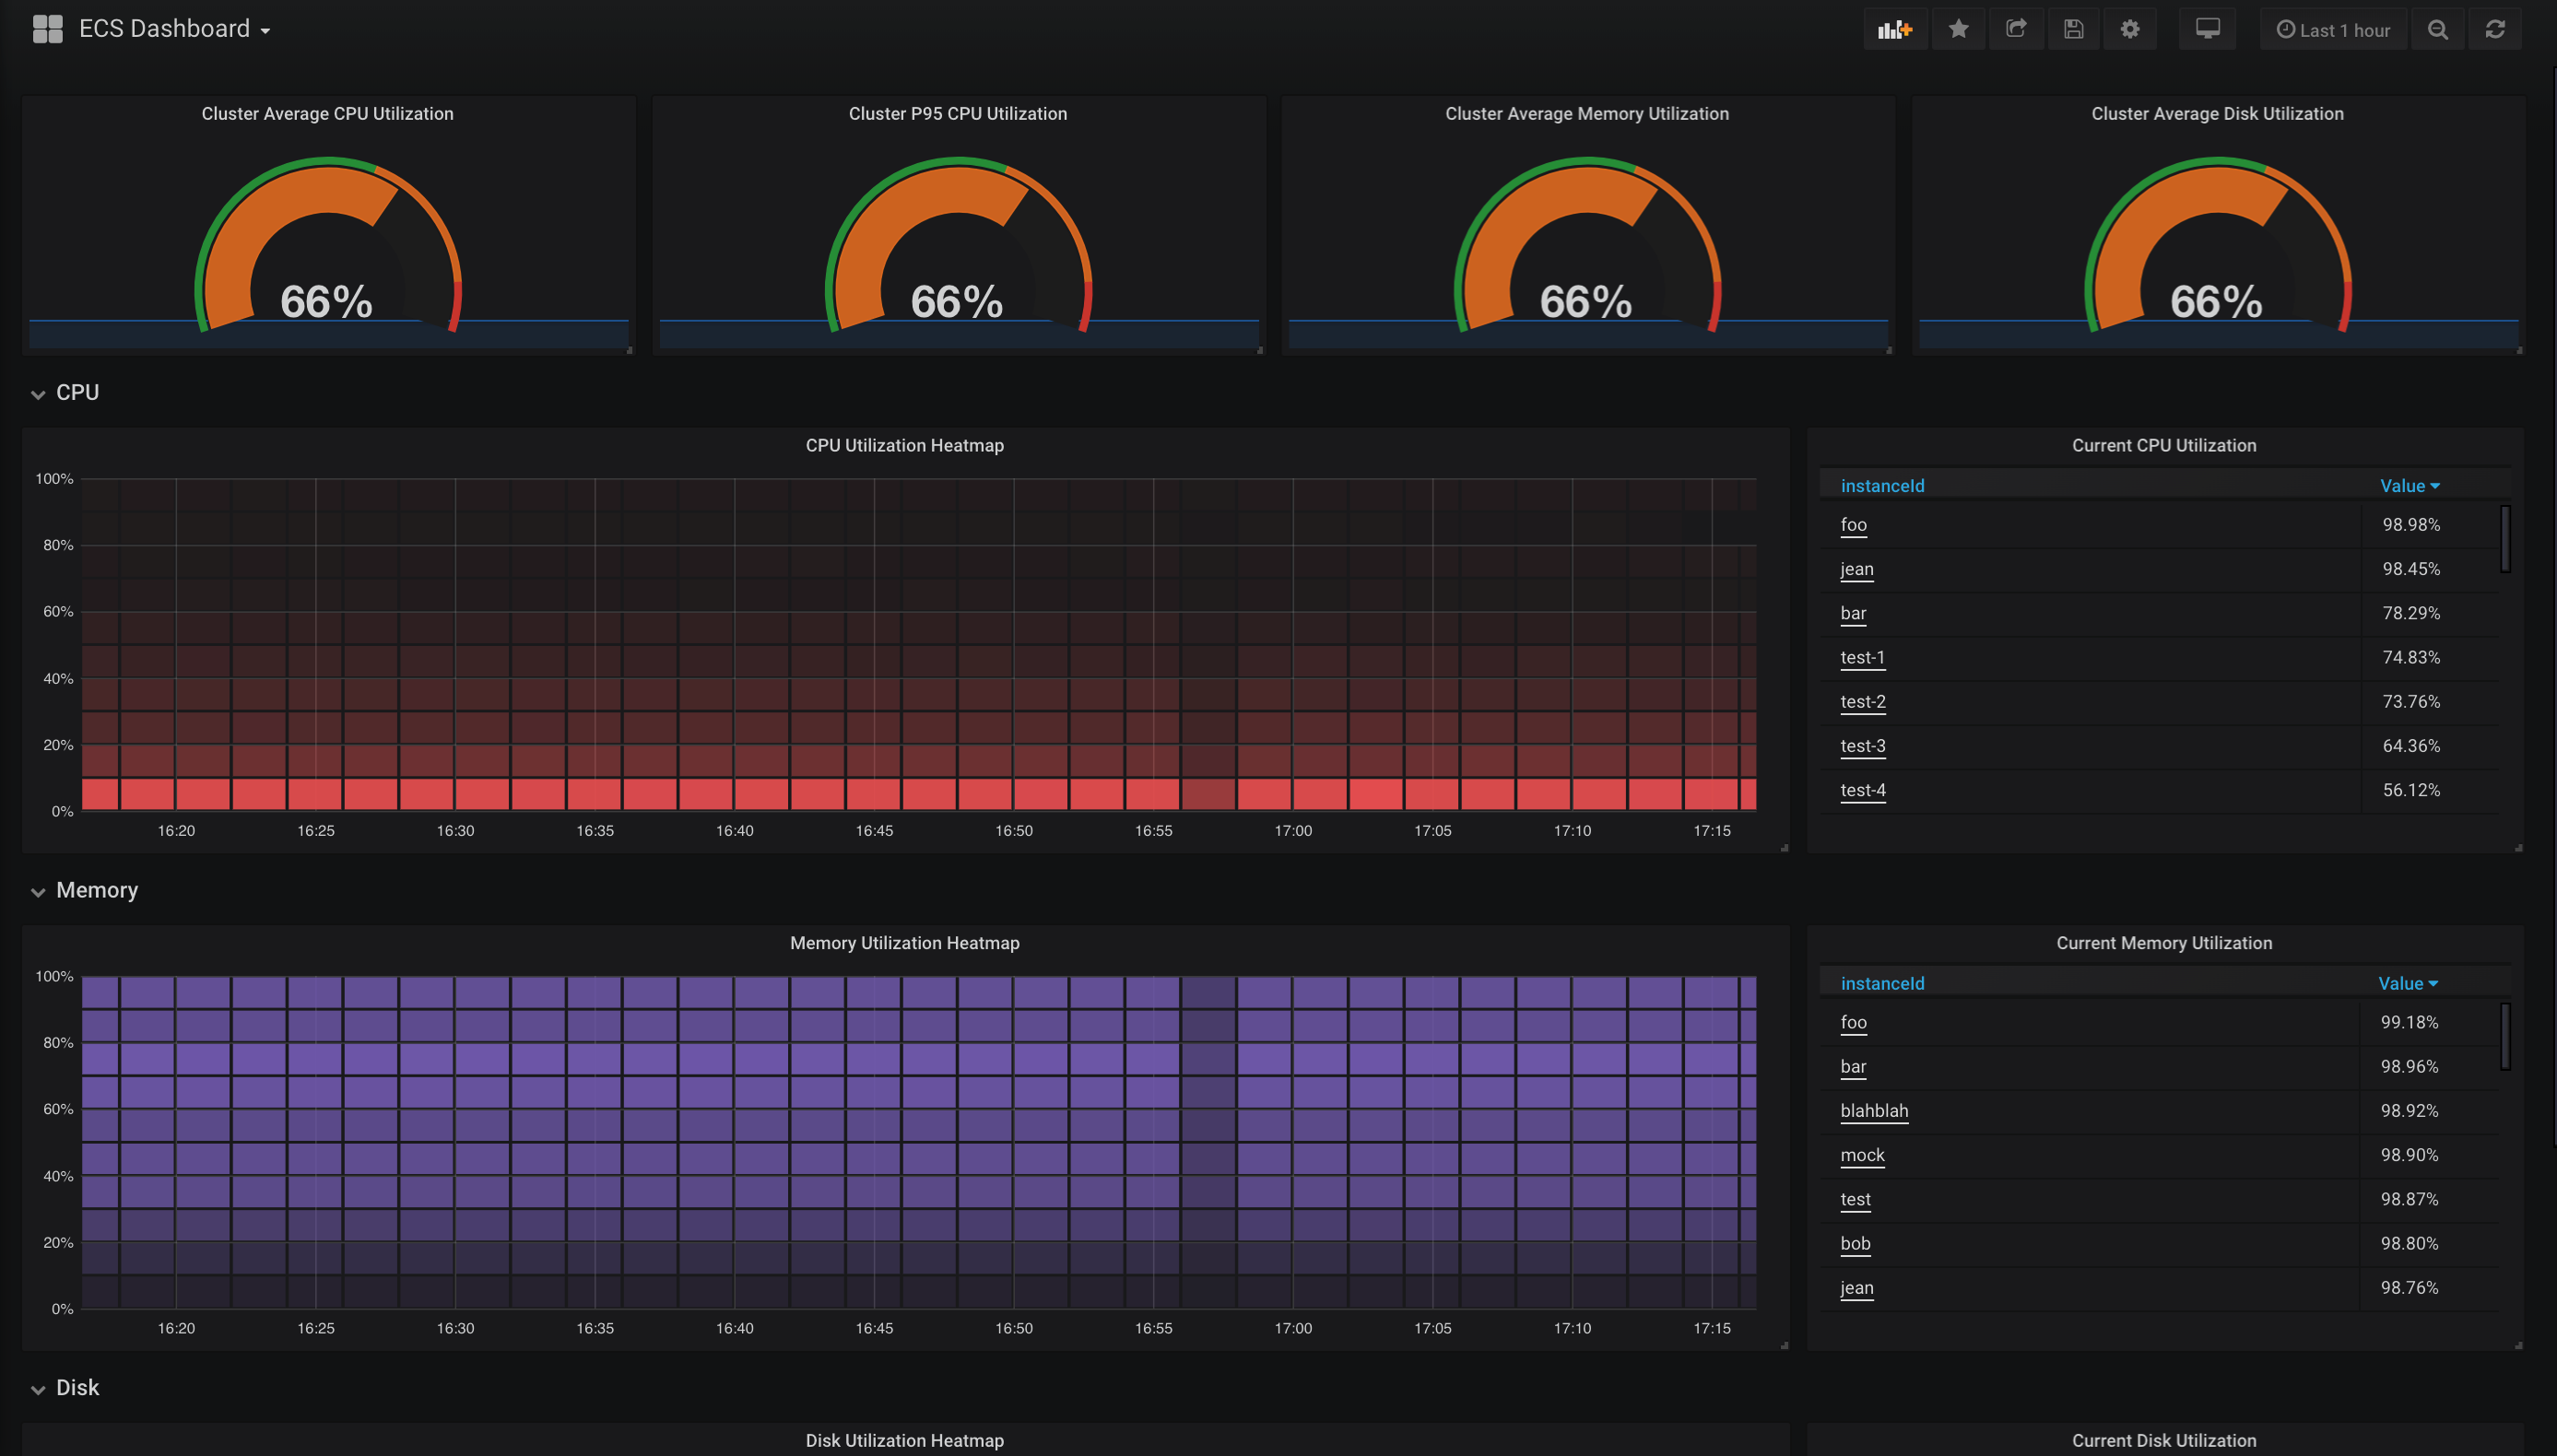 ECS Dashboard
Last 1 hour
Cluster Average CPU Utilization
66%
Cluster P95 CPU Utilization
66%
Cluster Average Memory Utilization
66%
Cluster Average Disk Utilization
66%
CPU
CPU Utilization Heatmap
100%
80%
60%
40%
20%
0%
16:20 16:25 16:30 16:35 16:40 16:45 16:50 16:55 17:00 17:05 17:10 17:15
Current CPU Utilization
instanceId Value
foo 98.98%
jean 98.45%
bar 78.29%
test-1 74.83%
test-2 73.76%
test-3 64.36%
test-4 56.12%
Memory
Memory Utilization Heatmap
100%
80%
60%
40%
20%
0%
16:20 16:25 16:30 16:35 16:40 16:45 16:50 16:55 17:00 17:05 17:10 17:15
Current Memory Utilization
instanceId Value
foo 99.18%
bar 98.96%
blahblah 98.92%
mock 98.90%
test 98.87%
bob 98.80%
jean 98.76%
Disk
Disk Utilization Heatmap
Current Disk Utilization